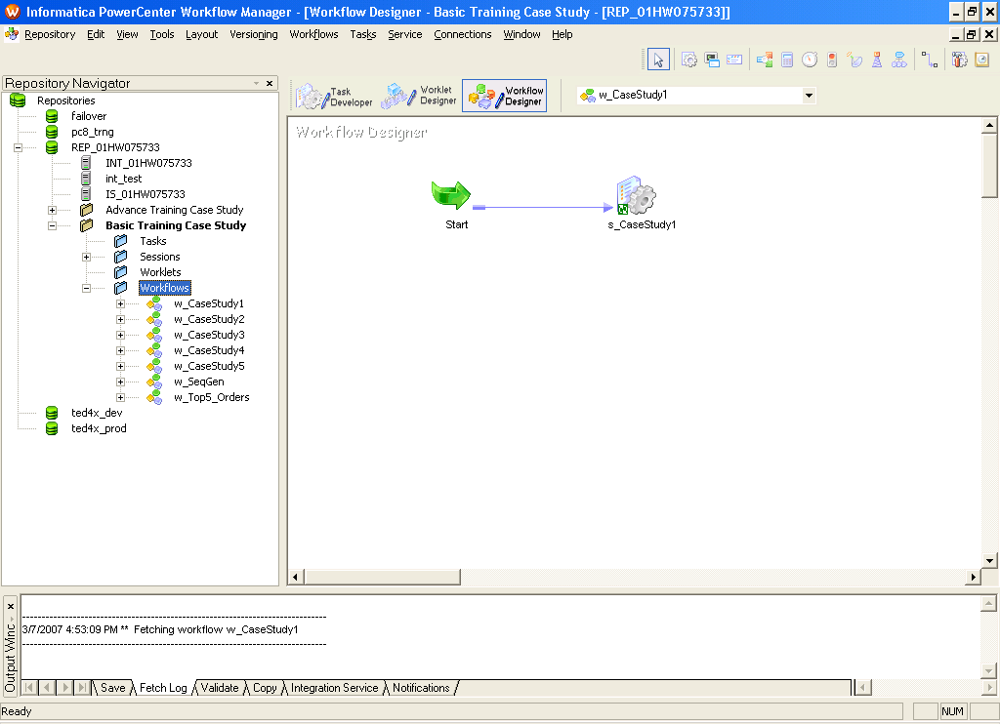 Informatica PowerCenter Workflow Manager - [Workflow Designer - Basic Training Case Study - [REP_01HW075733]]
Repository Edit View Tools Layout Versioning Workflows Tasks Service Connections Window Help
Repository Navigator
Repositories
failover
pc8_trng
REP_01HW075733
INT_01HW075733
int_test
IS_01HW075733
Advance Training Case Study
Basic Training Case Study
Tasks
Sessions
Worklets
Workflows
w_CaseStudy1
w_CaseStudy2
w_CaseStudy3
w_CaseStudy4
w_CaseStudy5
w_SeqGen
w_Top5_Orders
ted4x_dev
ted4x_prod
Task Developer
Worklet Designer
Workflow Designer
w_CaseStudy1
Workflow Designer
Start
s_CaseStudy1
Output Winc
3/7/2007 4:53:09 PM ** Fetching workflow w_CaseStudy1
Save Fetch Log Validate Copy Integration Service Notifications
Ready
NUM